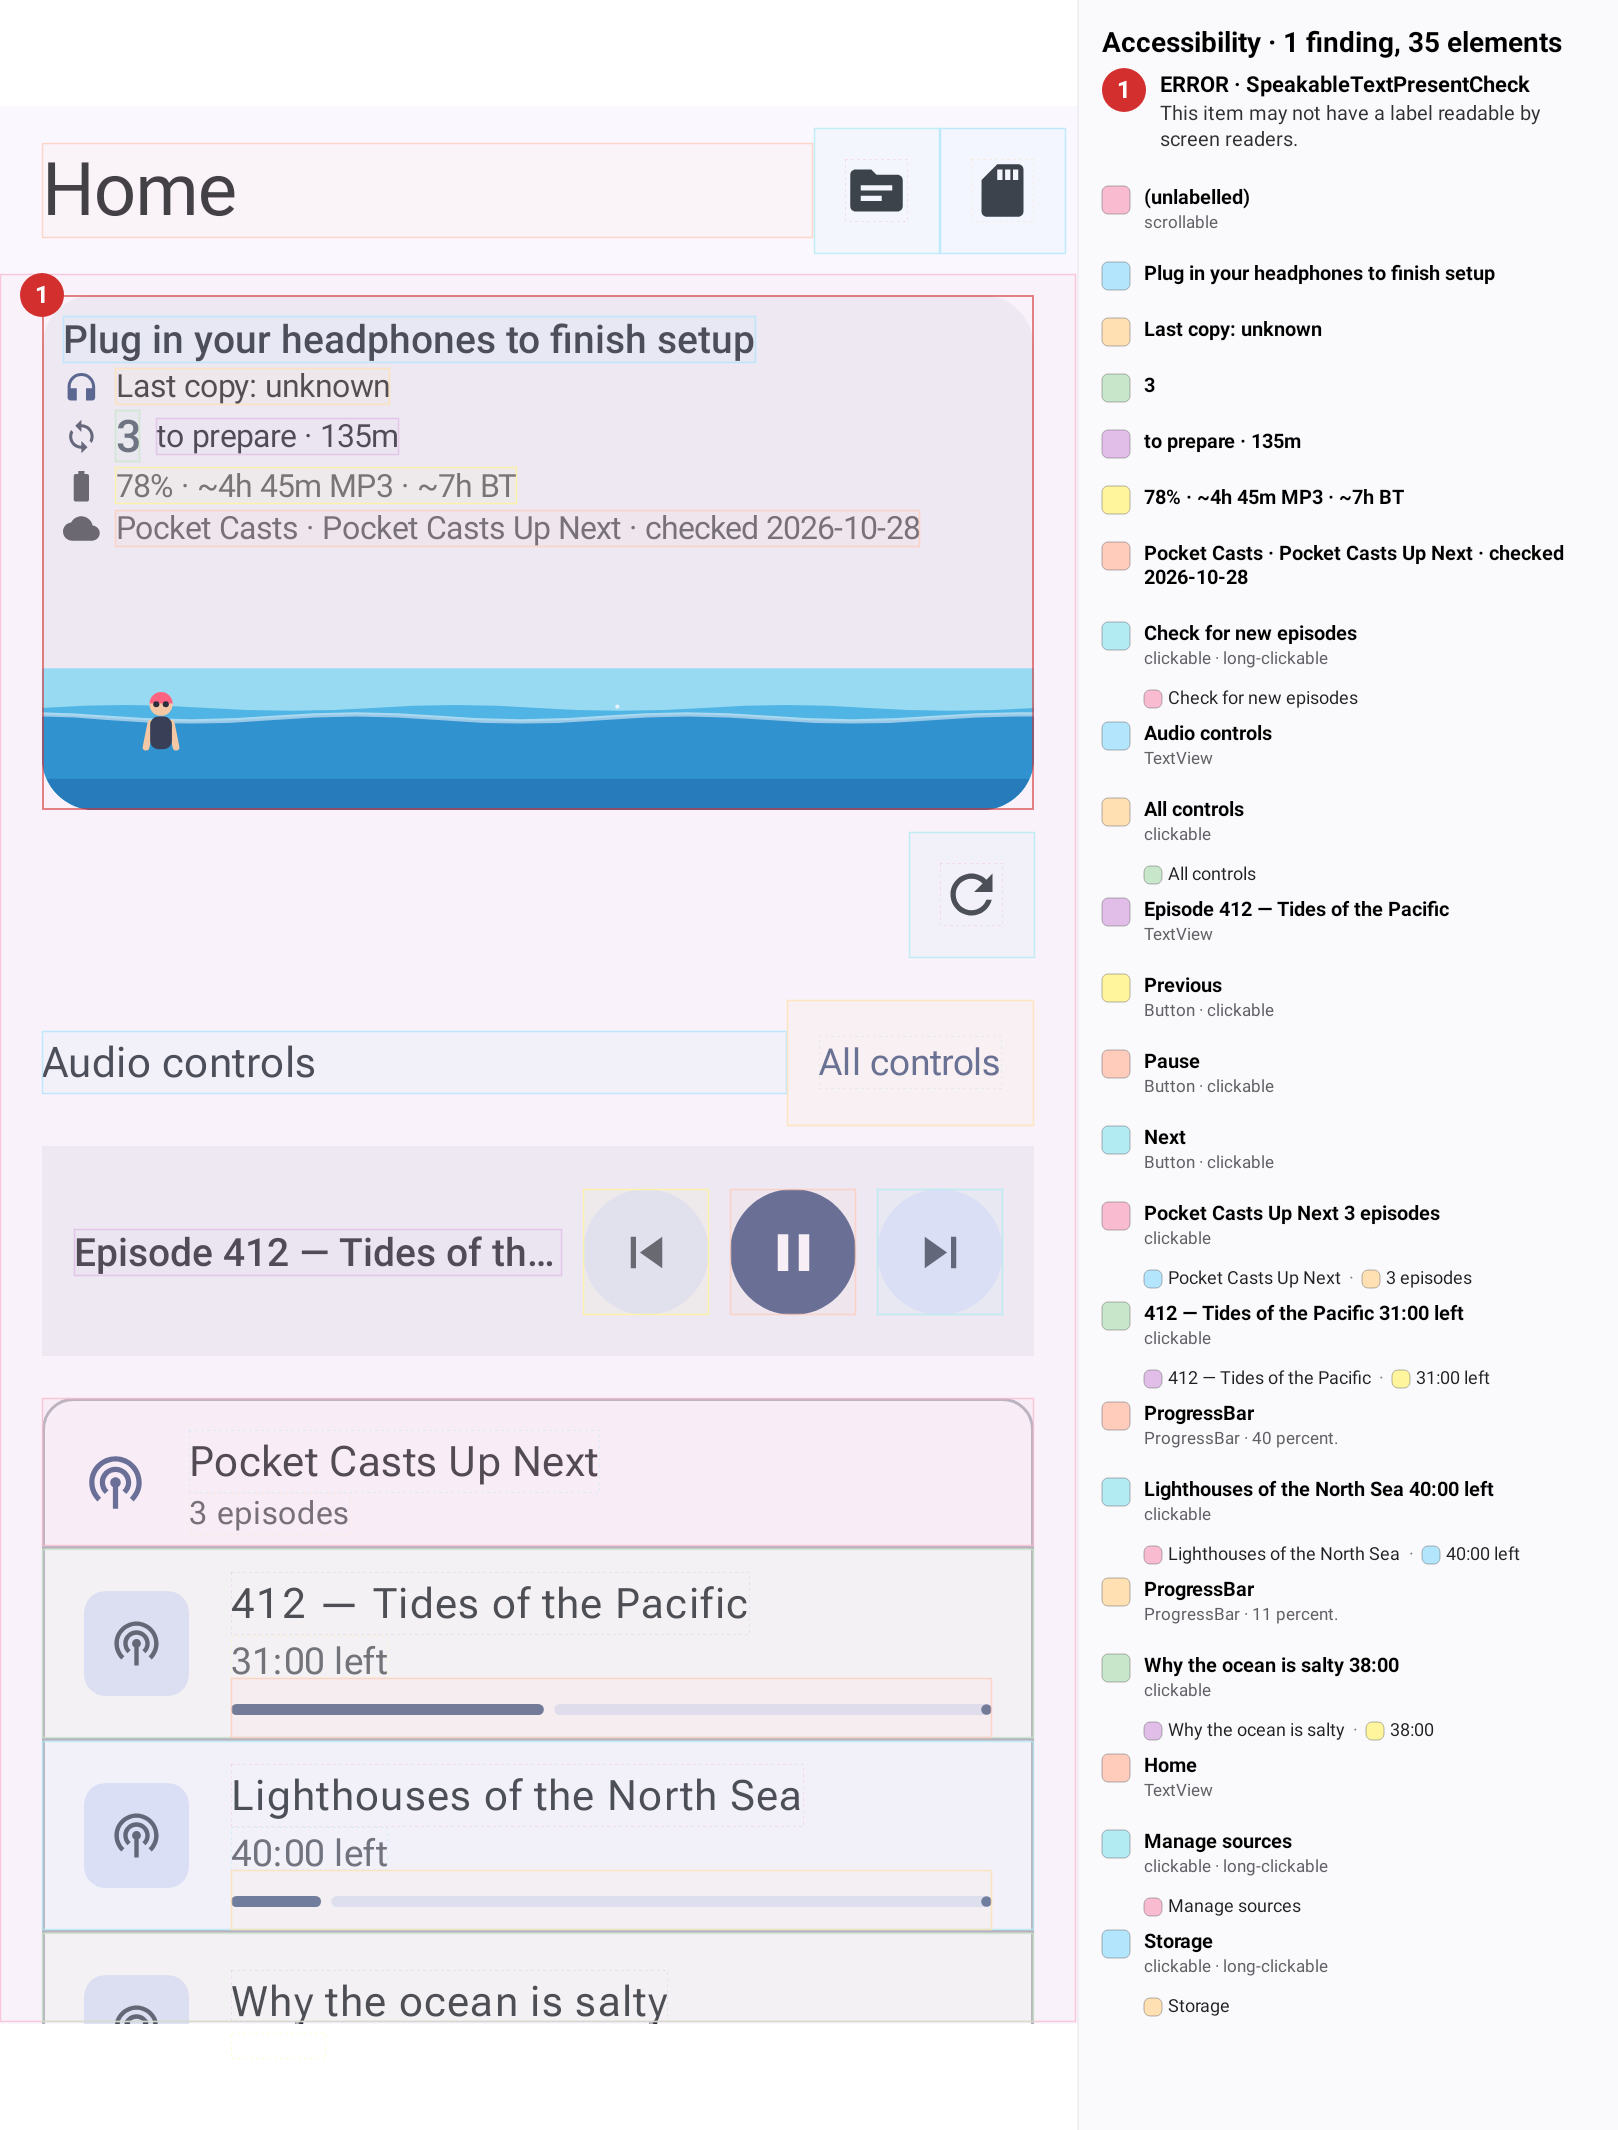 Home
1
Plug in your headphones to finish setup
Last copy: unknown
3 to prepare · 135m
78% · ~4h 45m MP3 · ~7h BT
Pocket Casts · Pocket Casts Up Next · checked 2026-10-28
Audio controls
All controls
Episode 412 — Tides of th...
Pocket Casts Up Next
3 episodes
412 — Tides of the Pacific
31:00 left
Lighthouses of the North Sea
40:00 left
Why the ocean is salty
Accessibility · 1 finding, 35 elements
1
ERROR · SpeakableTextPresentCheck
This item may not have a label readable by
screen readers.
(unlabelled)
scrollable
Plug in your headphones to finish setup
Last copy: unknown
3
to prepare · 135m
78% · ~4h 45m MP3 · ~7h BT
Pocket Casts · Pocket Casts Up Next · checked
2026-10-28
Check for new episodes
clickable · long-clickable
Check for new episodes
Audio controls
TextView
All controls
clickable
All controls
Episode 412 — Tides of the Pacific
TextView
Previous
Button · clickable
Pause
Button · clickable
Next
Button · clickable
Pocket Casts Up Next 3 episodes
clickable
Pocket Casts Up Next · 3 episodes
412 — Tides of the Pacific 31:00 left
clickable
412 — Tides of the Pacific · 31:00 left
ProgressBar
ProgressBar · 40 percent.
Lighthouses of the North Sea 40:00 left
clickable
Lighthouses of the North Sea · 40:00 left
ProgressBar
ProgressBar · 11 percent.
Why the ocean is salty 38:00
clickable
Why the ocean is salty · 38:00
Home
TextView
Manage sources
clickable · long-clickable
Manage sources
Storage
clickable · long-clickable
Storage